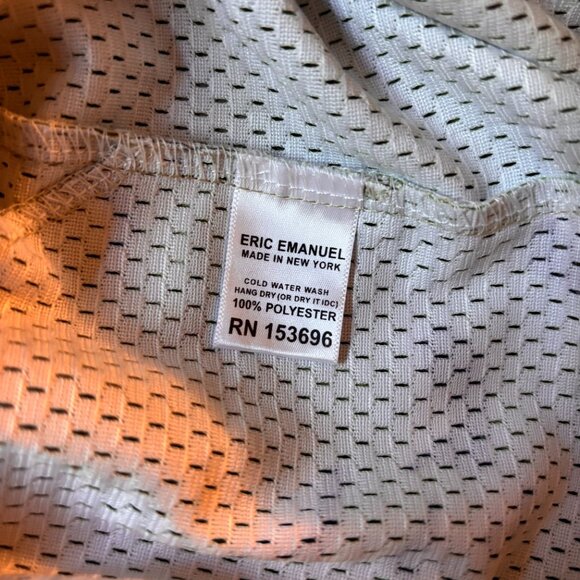 ERIC EMANUEL
MADE IN NEW YORK
COLD WATER WASH
HANG DRY (OR DRY IT IDC)
100% POLYESTER
RN 153696